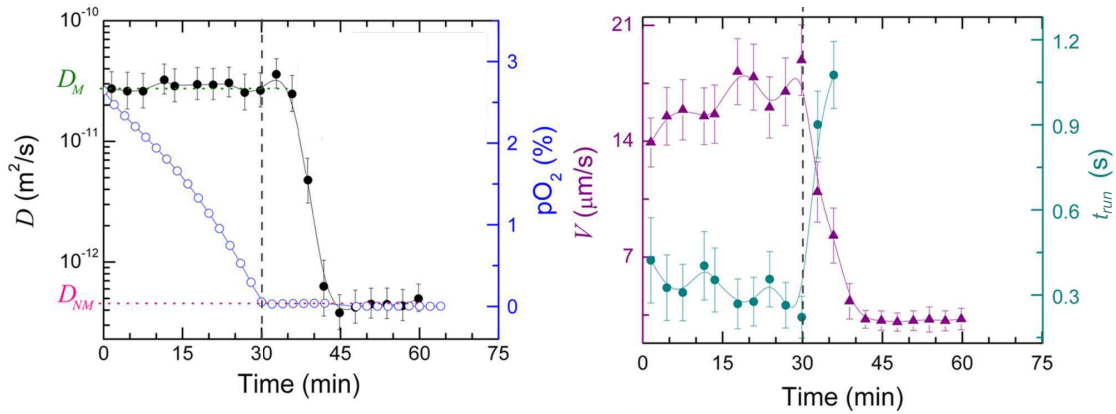 10⁻¹⁰
10⁻¹¹
10⁻¹²
D_M
D_NM
D (m²/s)
0 15 30 45 60 75
Time (min)
3
2
1
0
pO₂ (%)
21
14
7
V (μm/s)
0 15 30 45 60 75
Time (min)
1.2
0.9
0.6
0.3
t_run (s)